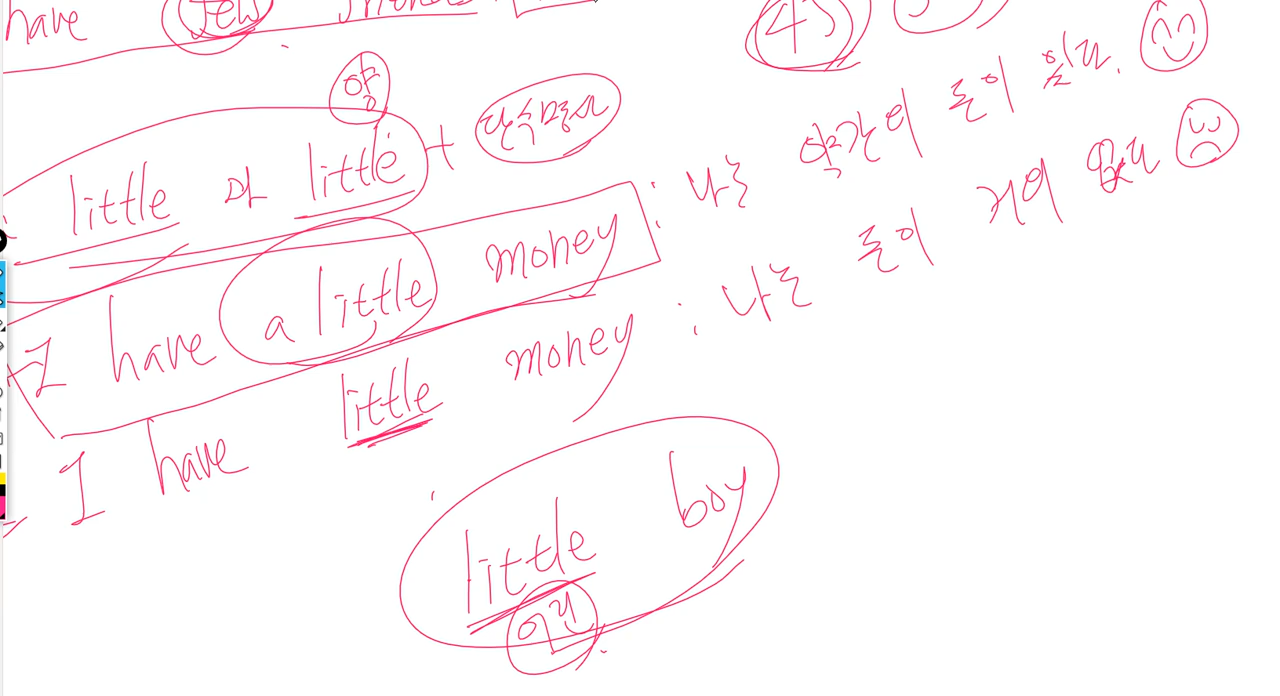 have few
양
little 과 little + 단수명사
I have a little money ; 나는 약간의 돈이 있다.
I have little money ; 나는 돈이 거의 없다
little boy
어린